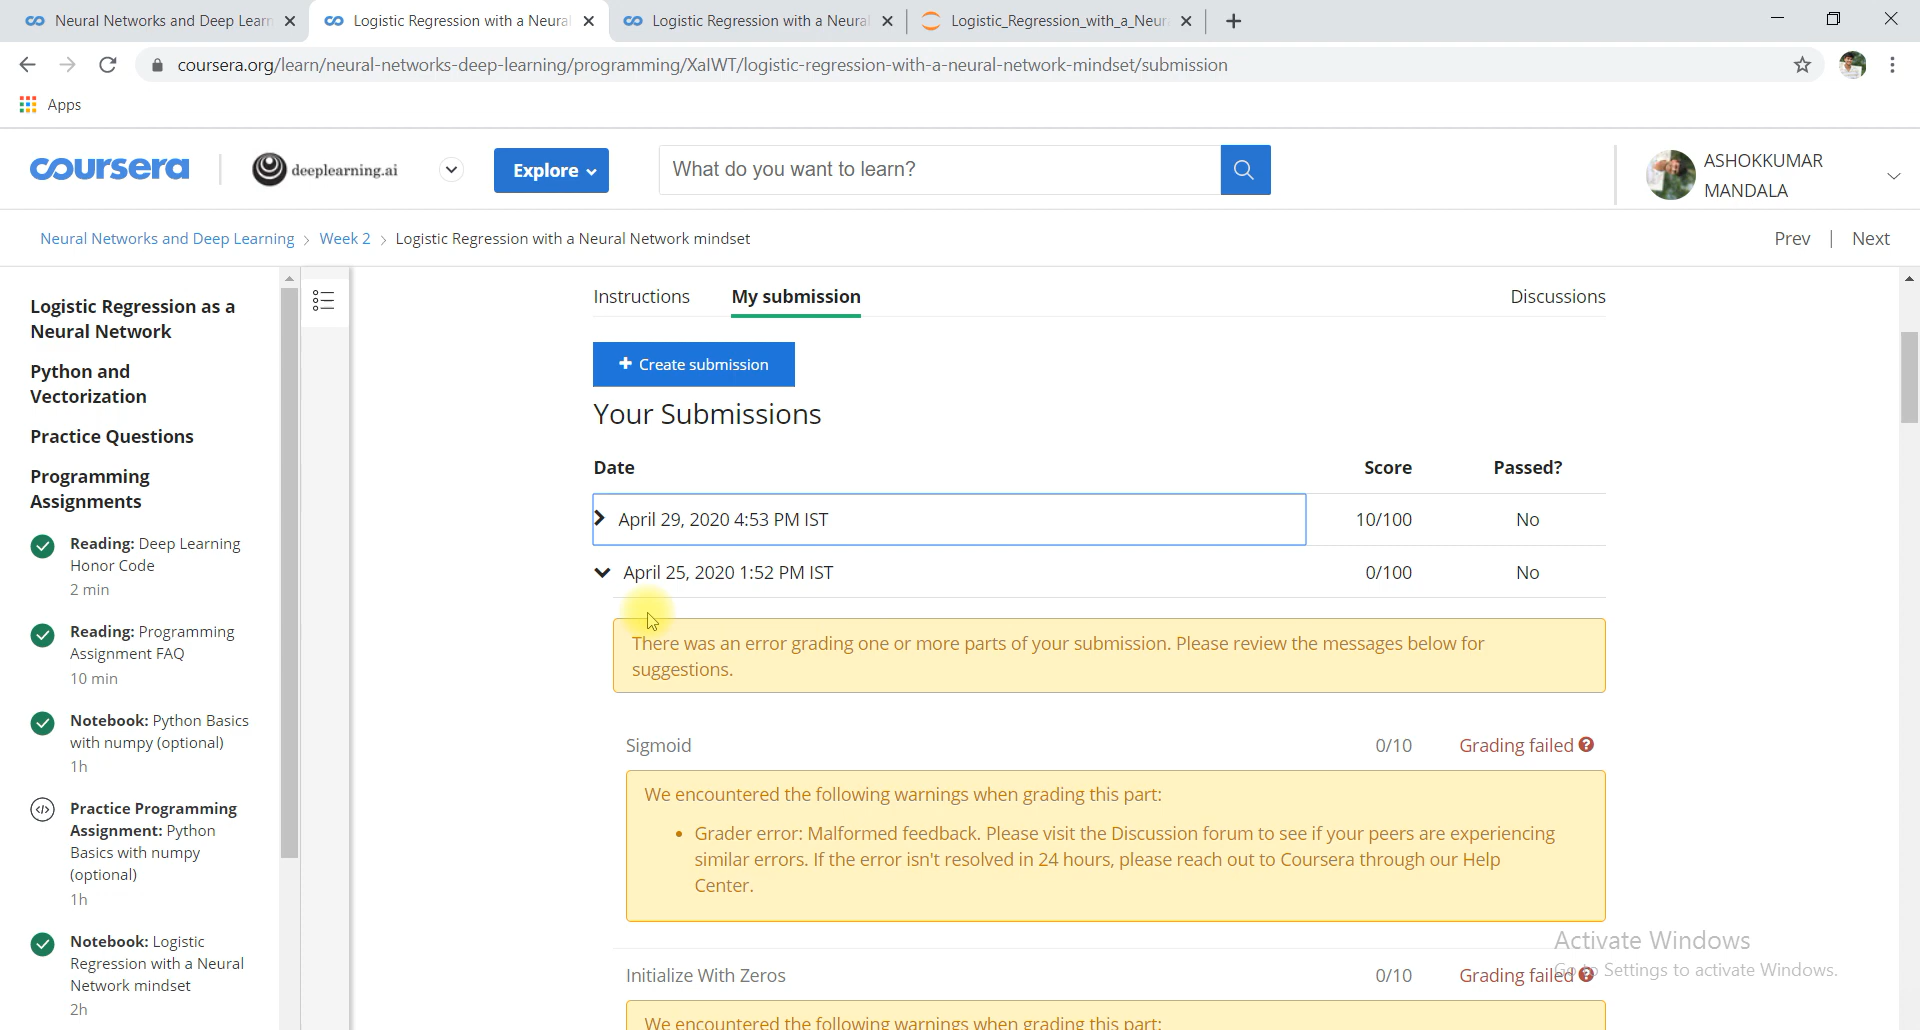 Neural Networks and Deep Learn
Logistic Regression with a Neural
Logistic Regression with a Neural
Logistic_Regression_with_a_Neur
coursera.org/learn/neural-networks-deep-learning/programming/XaIWT/logistic-regression-with-a-neural-network-mindset/submission
Apps
coursera
deeplearning.ai
Explore
What do you want to learn?
ASHOKKUMAR
MANDALA
Neural Networks and Deep Learning > Week 2 > Logistic Regression with a Neural Network mindset
Prev | Next
Logistic Regression as a
Neural Network
Python and
Vectorization
Practice Questions
Programming
Assignments
Reading: Deep Learning
Honor Code
2 min
Reading: Programming
Assignment FAQ
10 min
Notebook: Python Basics
with numpy (optional)
1h
Practice Programming
Assignment: Python
Basics with numpy
(optional)
1h
Notebook: Logistic
Regression with a Neural
Network mindset
2h
Instructions
My submission
Discussions
+ Create submission
Your Submissions
Date Score Passed?
April 29, 2020 4:53 PM IST 10/100 No
April 25, 2020 1:52 PM IST 0/100 No
There was an error grading one or more parts of your submission. Please review the messages below for
suggestions.
Sigmoid 0/10 Grading failed ?
We encountered the following warnings when grading this part:
• Grader error: Malformed feedback. Please visit the Discussion forum to see if your peers are experiencing
similar errors. If the error isn't resolved in 24 hours, please reach out to Coursera through our Help
Center.
Initialize With Zeros 0/10 Grading failed ?
We encountered the following warnings when grading this part:
Activate Windows
Go to Settings to activate Windows.